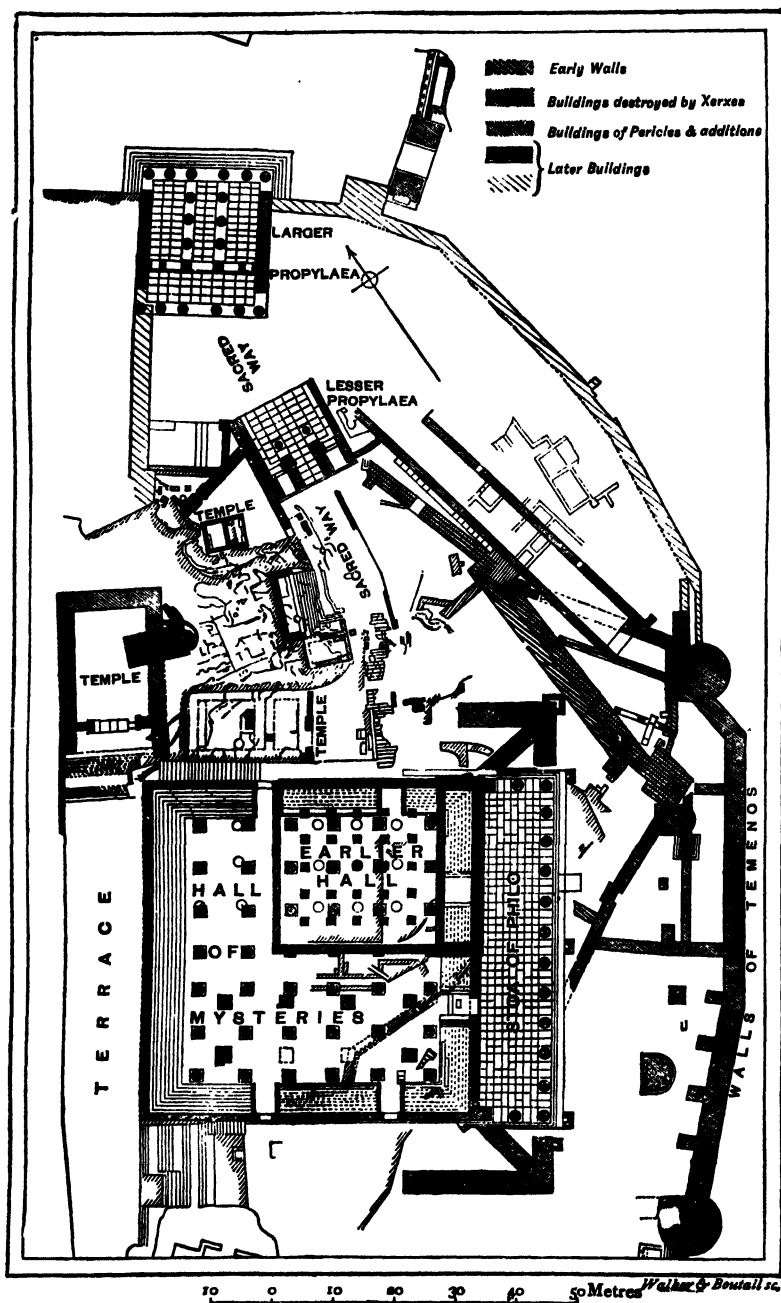 Early Walls
Buildings destroyed by Xerxes
Buildings of Pericles & additions
Later Buildings
LARGER
PROPYLAEA
SACRED
WAY
LESSER
PROPYLAEA
TEMPLE
SACRED WAY
TEMPLE
TEMPLE
EARLIER
HALL
HALL
OF
MYSTERIES
STOA OF PHILO
TERRACE
WALLS OF TEMENOS
10 0 10 20 30 50 Metres
Walker & Boutall sc.